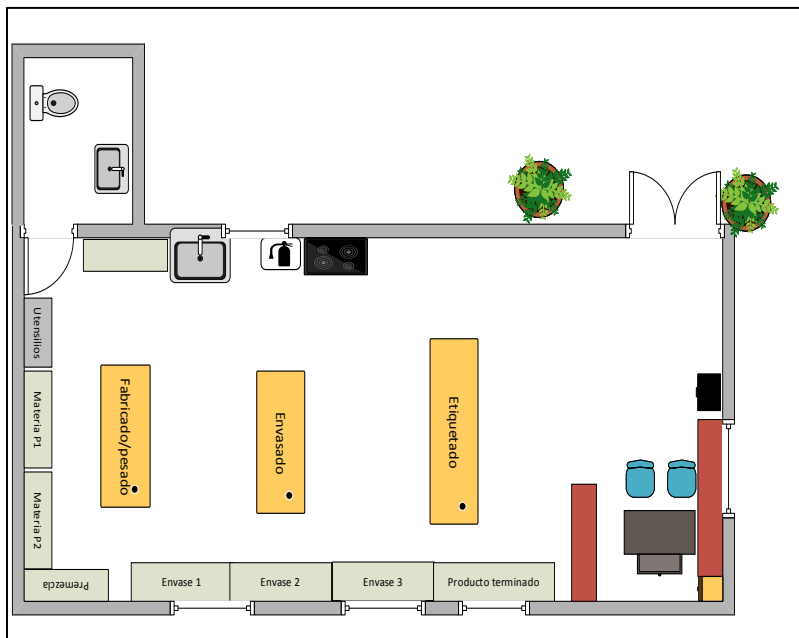 Utensilios
Materia P1
Materia P2
Premezcla
Fabricado/pesado
Envasado
Etiquetado
Envase 1
Envase 2
Envase 3
Producto terminado